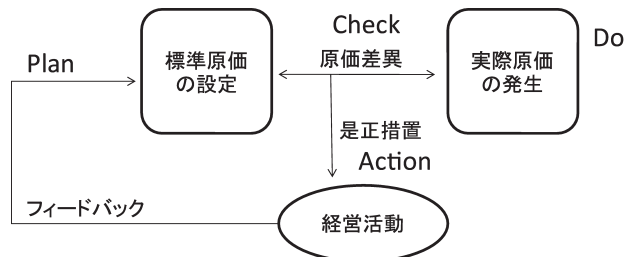 Check
Do
Plan
標準原価
の設定
原価差異
実際原価
の発生
是正措置
Action
フィードバック
経営活動